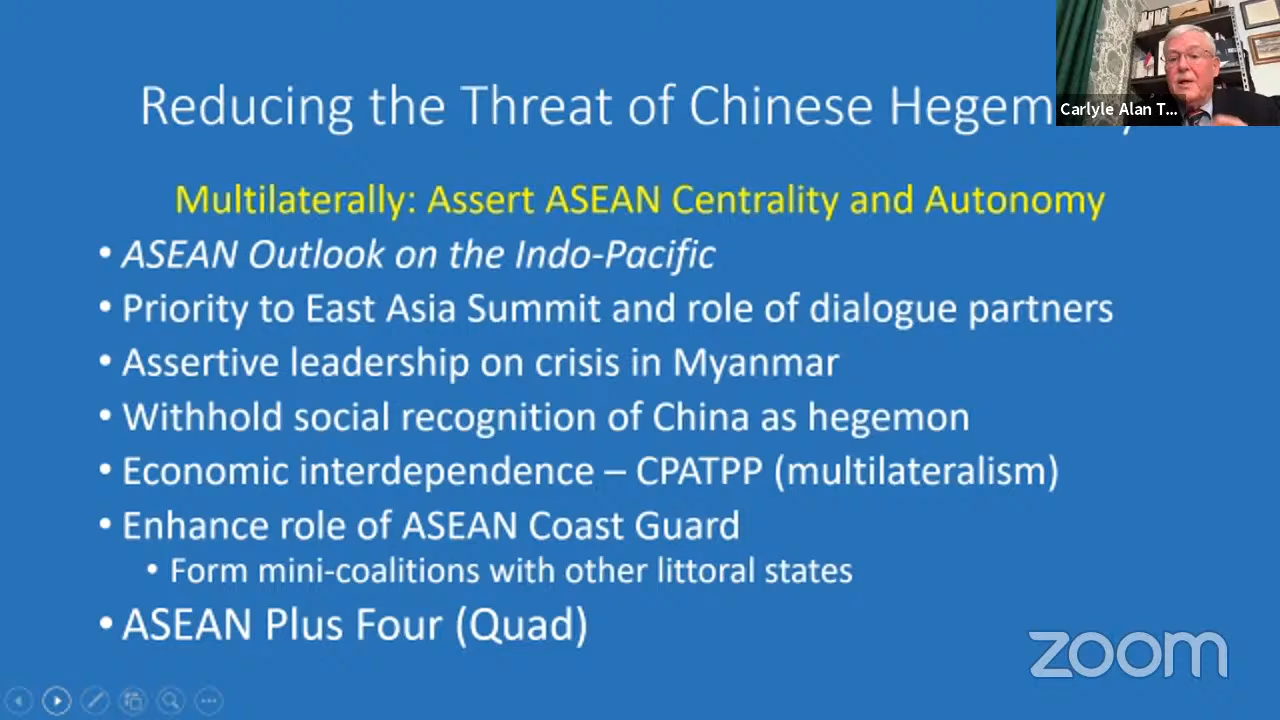 Reducing the Threat of Chinese Hegem
Carlyle Alan T...
Multilaterally: Assert ASEAN Centrality and Autonomy
• ASEAN Outlook on the Indo-Pacific
• Priority to East Asia Summit and role of dialogue partners
• Assertive leadership on crisis in Myanmar
• Withhold social recognition of China as hegemon
• Economic interdependence – CPATPP (multilateralism)
• Enhance role of ASEAN Coast Guard
• Form mini-coalitions with other littoral states
• ASEAN Plus Four (Quad)
zoom